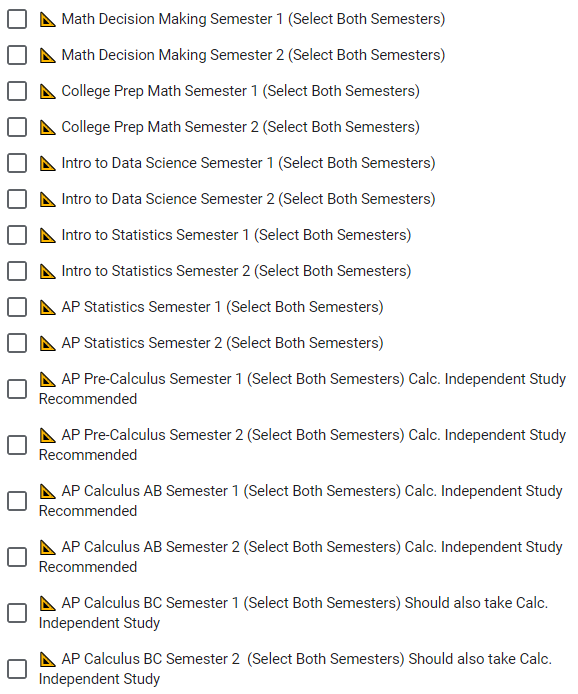 Math Decision Making Semester 1 (Select Both Semesters)
Math Decision Making Semester 2 (Select Both Semesters)
College Prep Math Semester 1 (Select Both Semesters)
College Prep Math Semester 2 (Select Both Semesters)
Intro to Data Science Semester 1 (Select Both Semesters)
Intro to Data Science Semester 2 (Select Both Semesters)
Intro to Statistics Semester 1 (Select Both Semesters)
Intro to Statistics Semester 2 (Select Both Semesters)
AP Statistics Semester 1 (Select Both Semesters)
AP Statistics Semester 2 (Select Both Semesters)
AP Pre-Calculus Semester 1 (Select Both Semesters) Calc. Independent Study
Recommended
AP Pre-Calculus Semester 2 (Select Both Semesters) Calc. Independent Study
Recommended
AP Calculus AB Semester 1 (Select Both Semesters) Calc. Independent Study
Recommended
AP Calculus AB Semester 2 (Select Both Semesters) Calc. Independent Study
Recommended
AP Calculus BC Semester 1 (Select Both Semesters) Should also take Calc.
Independent Study
AP Calculus BC Semester 2 (Select Both Semesters) Should also take Calc.
Independent Study